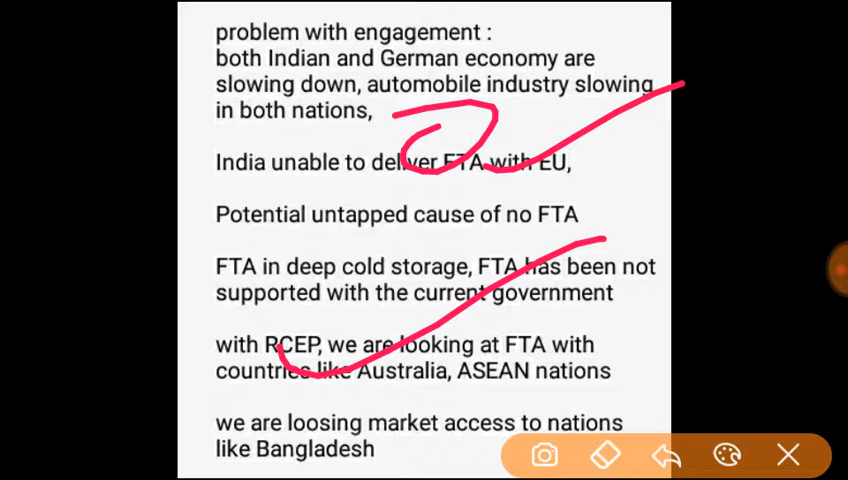 problem with engagement :
both Indian and German economy are
slowing down, automobile industry slowing
in both nations,
India unable to deliver FTA with EU,
Potential untapped cause of no FTA
FTA in deep cold storage, FTA has been not
supported with the current government
with RCEP, we are looking at FTA with
countries like Australia, ASEAN nations
we are loosing market access to nations
like Bangladesh